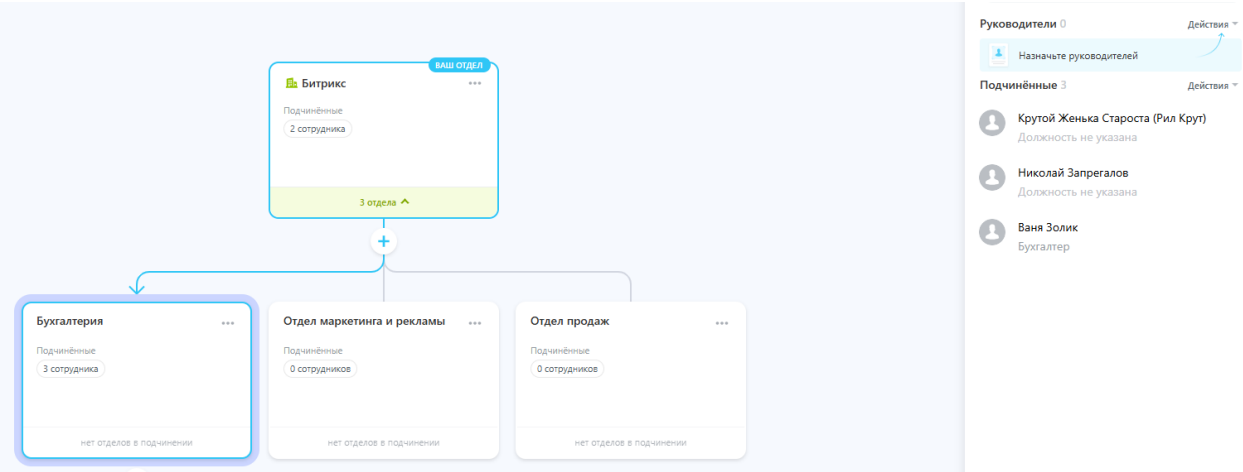 ВАШ ОТДЕЛ
Битрикс
Подчинённые
2 сотрудника
3 отдела
Бухгалтерия
Подчинённые
3 сотрудника
нет отделов в подчинении
Отдел маркетинга и рекламы
Подчинённые
0 сотрудников
нет отделов в подчинении
Отдел продаж
Подчинённые
0 сотрудников
нет отделов в подчинении
Руководители 0
Действия
Назначьте руководителей
Подчинённые 3
Действия
Крутой Женька Староста (Рил Крут)
Должность не указана
Николай Запрегалов
Должность не указана
Ваня Золик
Бухгалтер